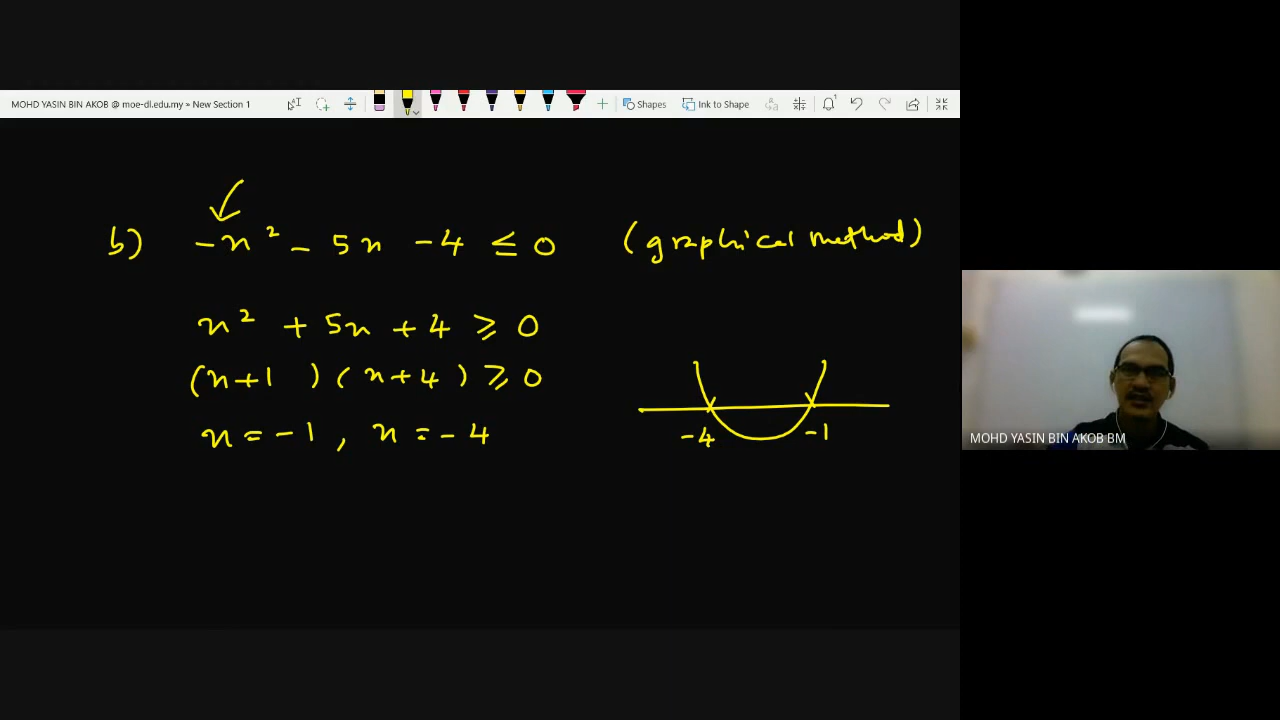 MOHD YASIN BIN AKOB @ moe-dl.edu.my » New Section 1
Shapes
Ink to Shape
b) -x² - 5x - 4 ≤ 0 (graphical method)
x² + 5x + 4 ≥ 0
(x+1) (x+4) ≥ 0
x = -1, x = -4
-4 -1
MOHD YASIN BIN AKOB BM